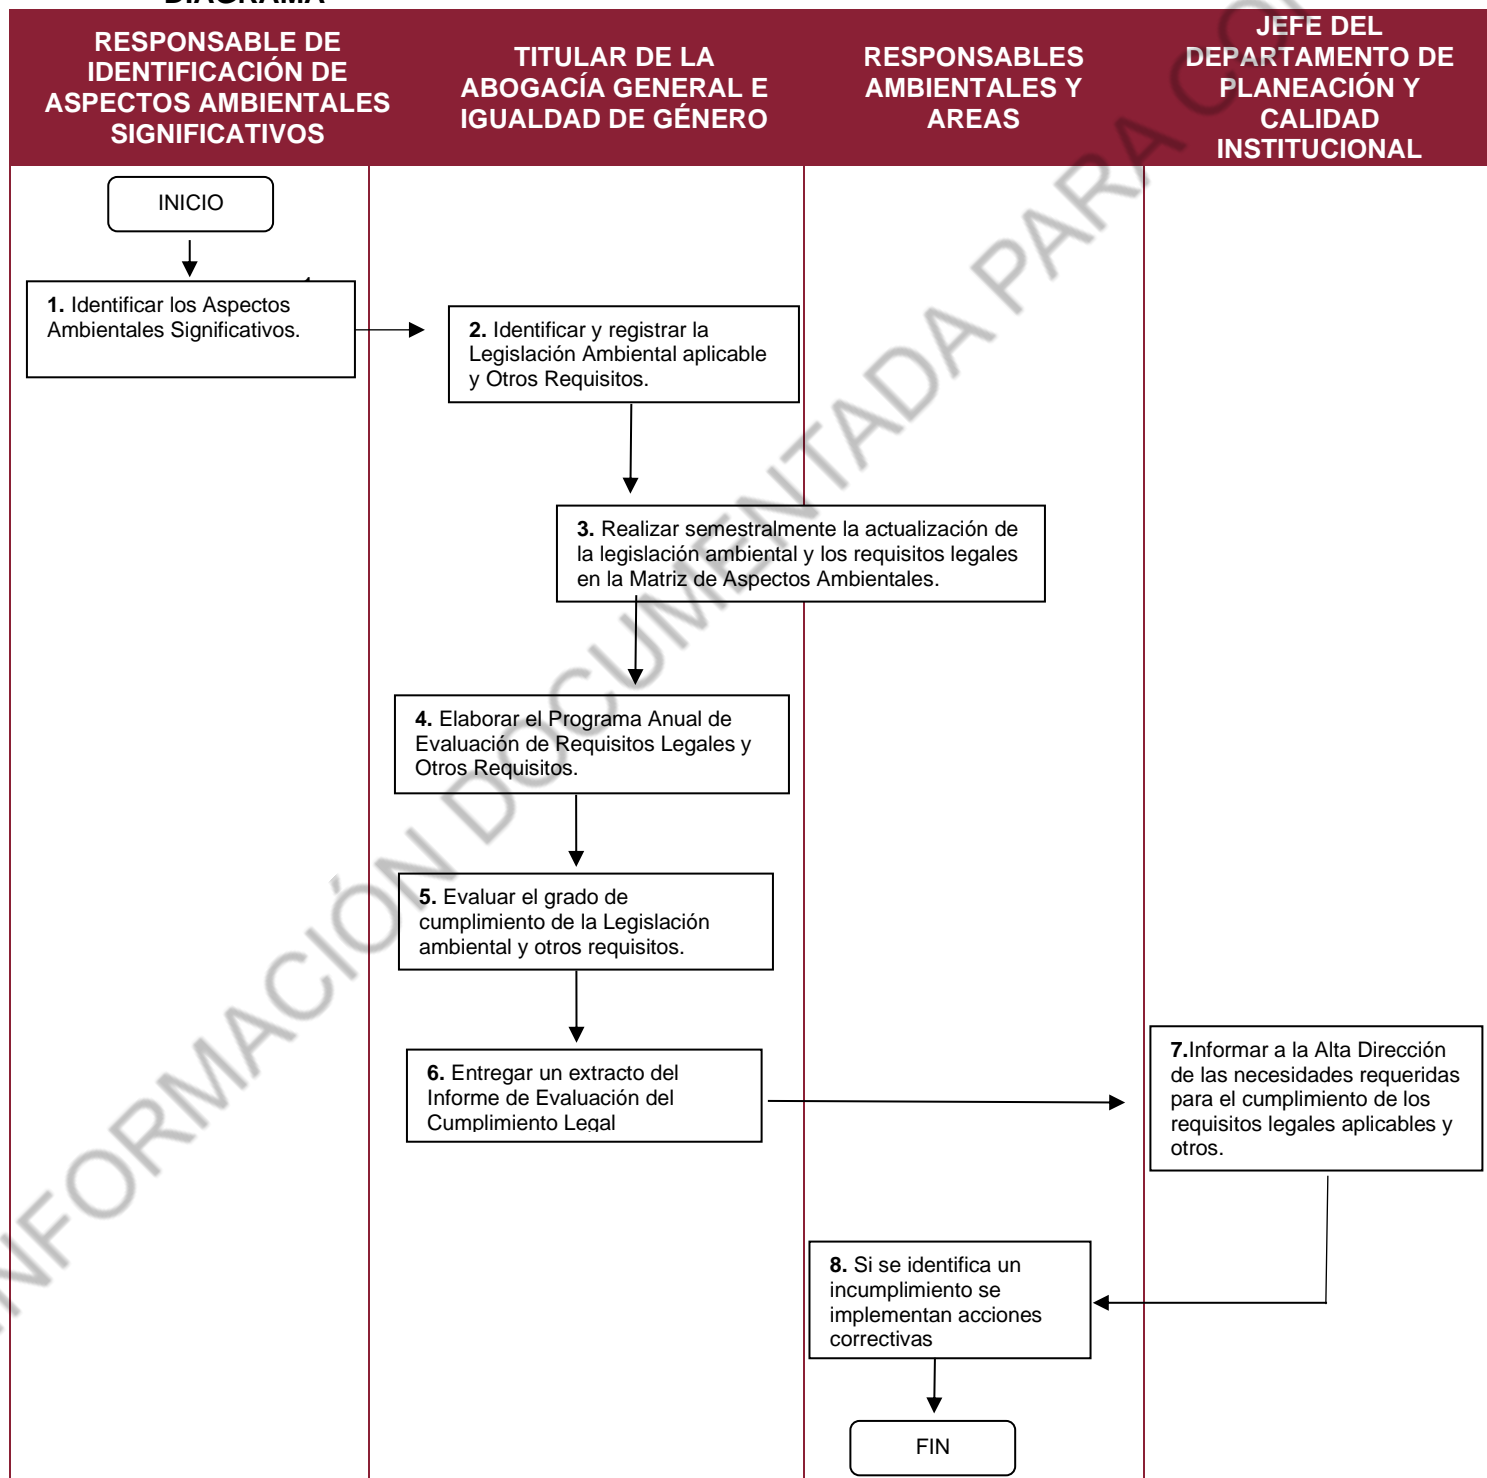 DIAGRAMA
RESPONSABLE DE
IDENTIFICACIÓN DE
ASPECTOS AMBIENTALES
SIGNIFICATIVOS
TITULAR DE LA
ABOGACÍA GENERAL E
IGUALDAD DE GÉNERO
RESPONSABLES
AMBIENTALES Y
AREAS
JEFE DEL
DEPARTAMENTO DE
PLANEACIÓN Y
CALIDAD
INSTITUCIONAL
INICIO
1. Identificar los Aspectos
Ambientales Significativos.
2. Identificar y registrar la
Legislación Ambiental aplicable
y Otros Requisitos.
3. Realizar semestralmente la actualización de
la legislación ambiental y los requisitos legales
en la Matriz de Aspectos Ambientales.
4. Elaborar el Programa Anual de
Evaluación de Requisitos Legales y
Otros Requisitos.
5. Evaluar el grado de
cumplimiento de la Legislación
ambiental y otros requisitos.
6. Entregar un extracto del
Informe de Evaluación del
Cumplimiento Legal
7.Informar a la Alta Dirección
de las necesidades requeridas
para el cumplimiento de los
requisitos legales aplicables y
otros.
8. Si se identifica un
incumplimiento se
implementan acciones
correctivas
FIN
INFORMACIÓN DOCUMENTADA PARA CO